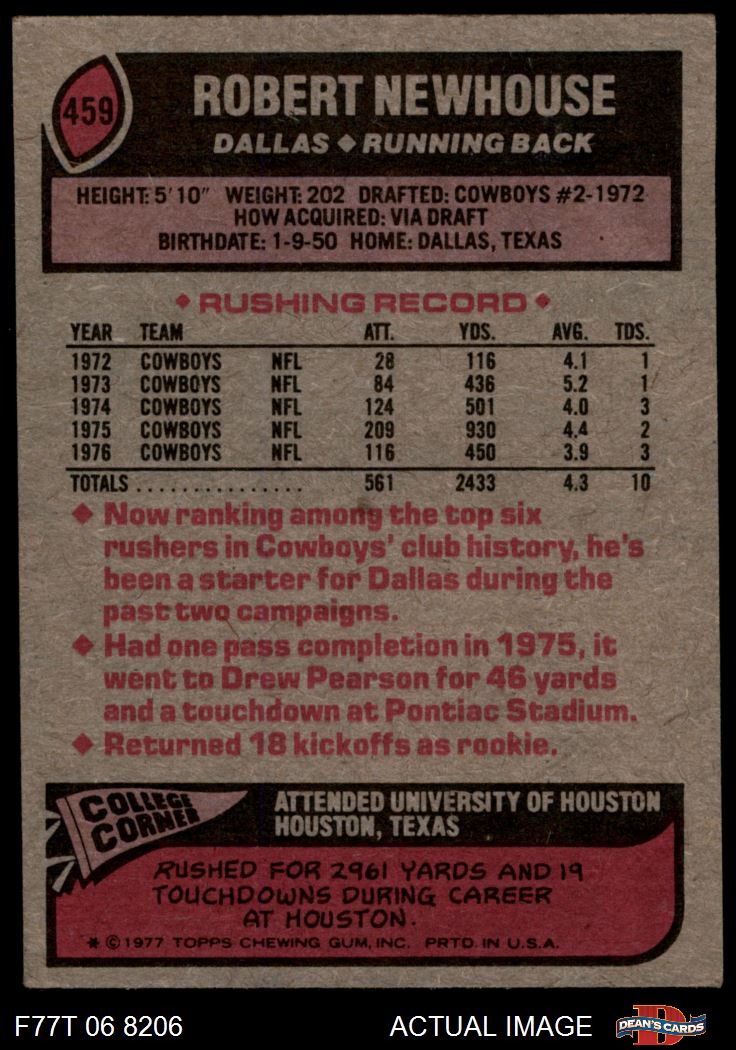 459
ROBERT NEWHOUSE
DALLAS ◆ RUNNING BACK
HEIGHT: 5'10" WEIGHT: 202 DRAFTED: COWBOYS #2-1972
HOW ACQUIRED: VIA DRAFT
BIRTHDATE: 1-9-50 HOME: DALLAS, TEXAS
◆ RUSHING RECORD ◆
YEAR TEAM ATT. YDS. AVG. TDS.
1972 COWBOYS NFL 28 116 4.1 1
1973 COWBOYS NFL 84 436 5.2 1
1974 COWBOYS NFL 124 501 4.0 3
1975 COWBOYS NFL 209 930 4.4 2
1976 COWBOYS NFL 116 450 3.9 3
TOTALS ................ 561 2433 4.3 10
◆ Now ranking among the top six
rushers in Cowboys' club history, he's
been a starter for Dallas during the
past two campaigns.
◆ Had one pass completion in 1975, it
went to Drew Pearson for 46 yards
and a touchdown at Pontiac Stadium.
◆ Returned 18 kickoffs as rookie.
COLLEGE
CORNER
ATTENDED UNIVERSITY OF HOUSTON
HOUSTON, TEXAS
RUSHED FOR 2961 YARDS AND 19
TOUCHDOWNS DURING CAREER
AT HOUSTON.
* © 1977 TOPPS CHEWING GUM, INC. PRTD. IN U.S.A.
F77T 06 8206 ACTUAL IMAGE
D
DEAN'S CARDS